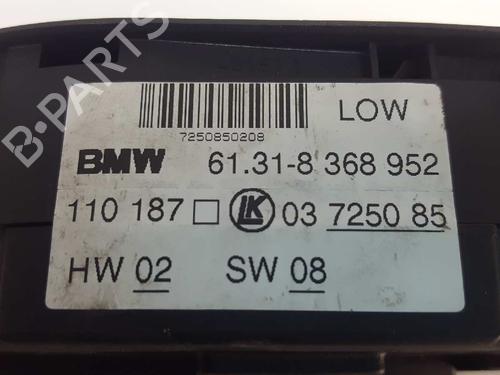 B-PARTS
LOW
7250850208
BMW 61.31-8 368 952
110 187 □ LK 03 7250 85
HW 02 SW 08